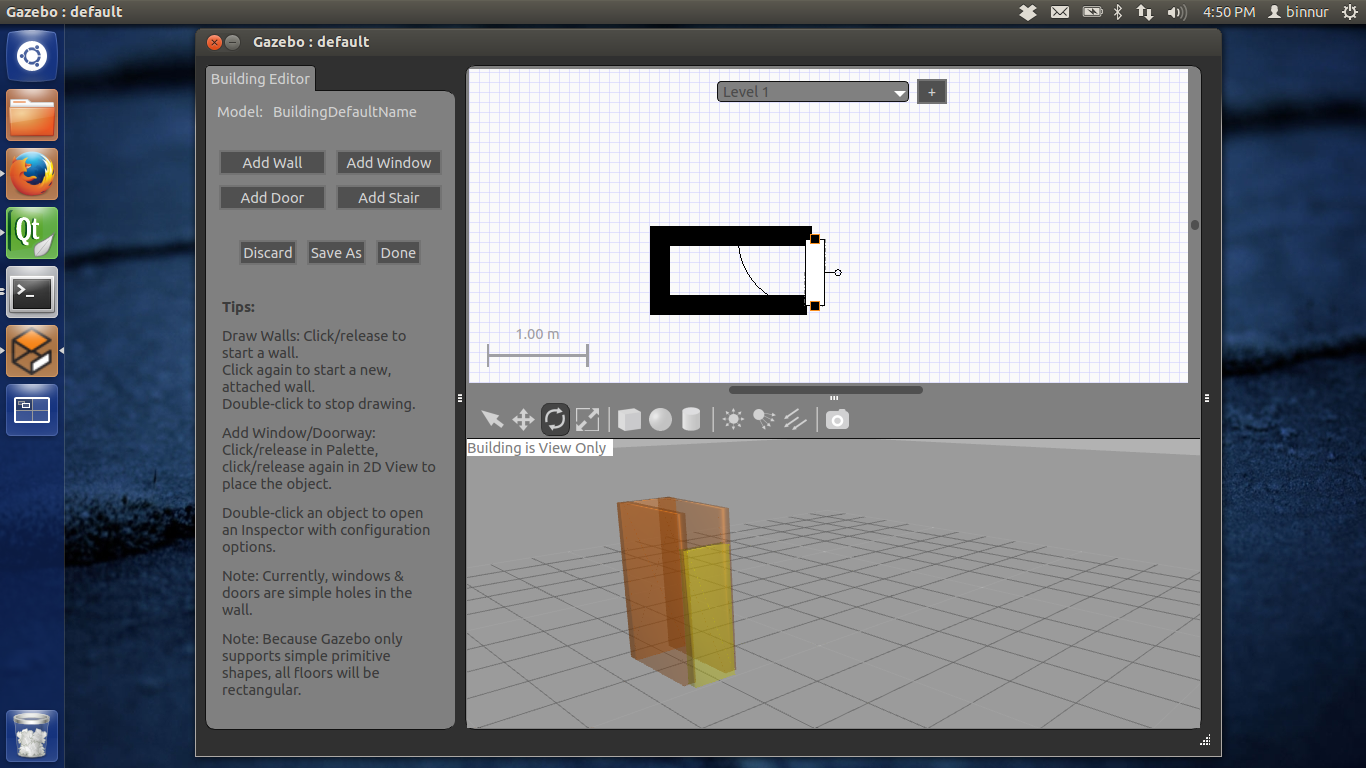 Gazebo : default
4:50 PM
binnur
Gazebo : default
Building Editor
Model: BuildingDefaultName
Add Wall
Add Window
Add Door
Add Stair
Discard
Save As
Done
Tips:
Draw Walls: Click/release to
start a wall.
Click again to start a new,
attached wall.
Double-click to stop drawing.
Add Window/Doorway:
Click/release in Palette,
click/release again in 2D View to
place the object.
Double-click an object to open
an Inspector with configuration
options.
Note: Currently, windows &
doors are simple holes in the
wall.
Note: Because Gazebo only
supports simple primitive
shapes, all floors will be
rectangular.
Level 1
+
1.00 m
Building is View Only
Qt
>_